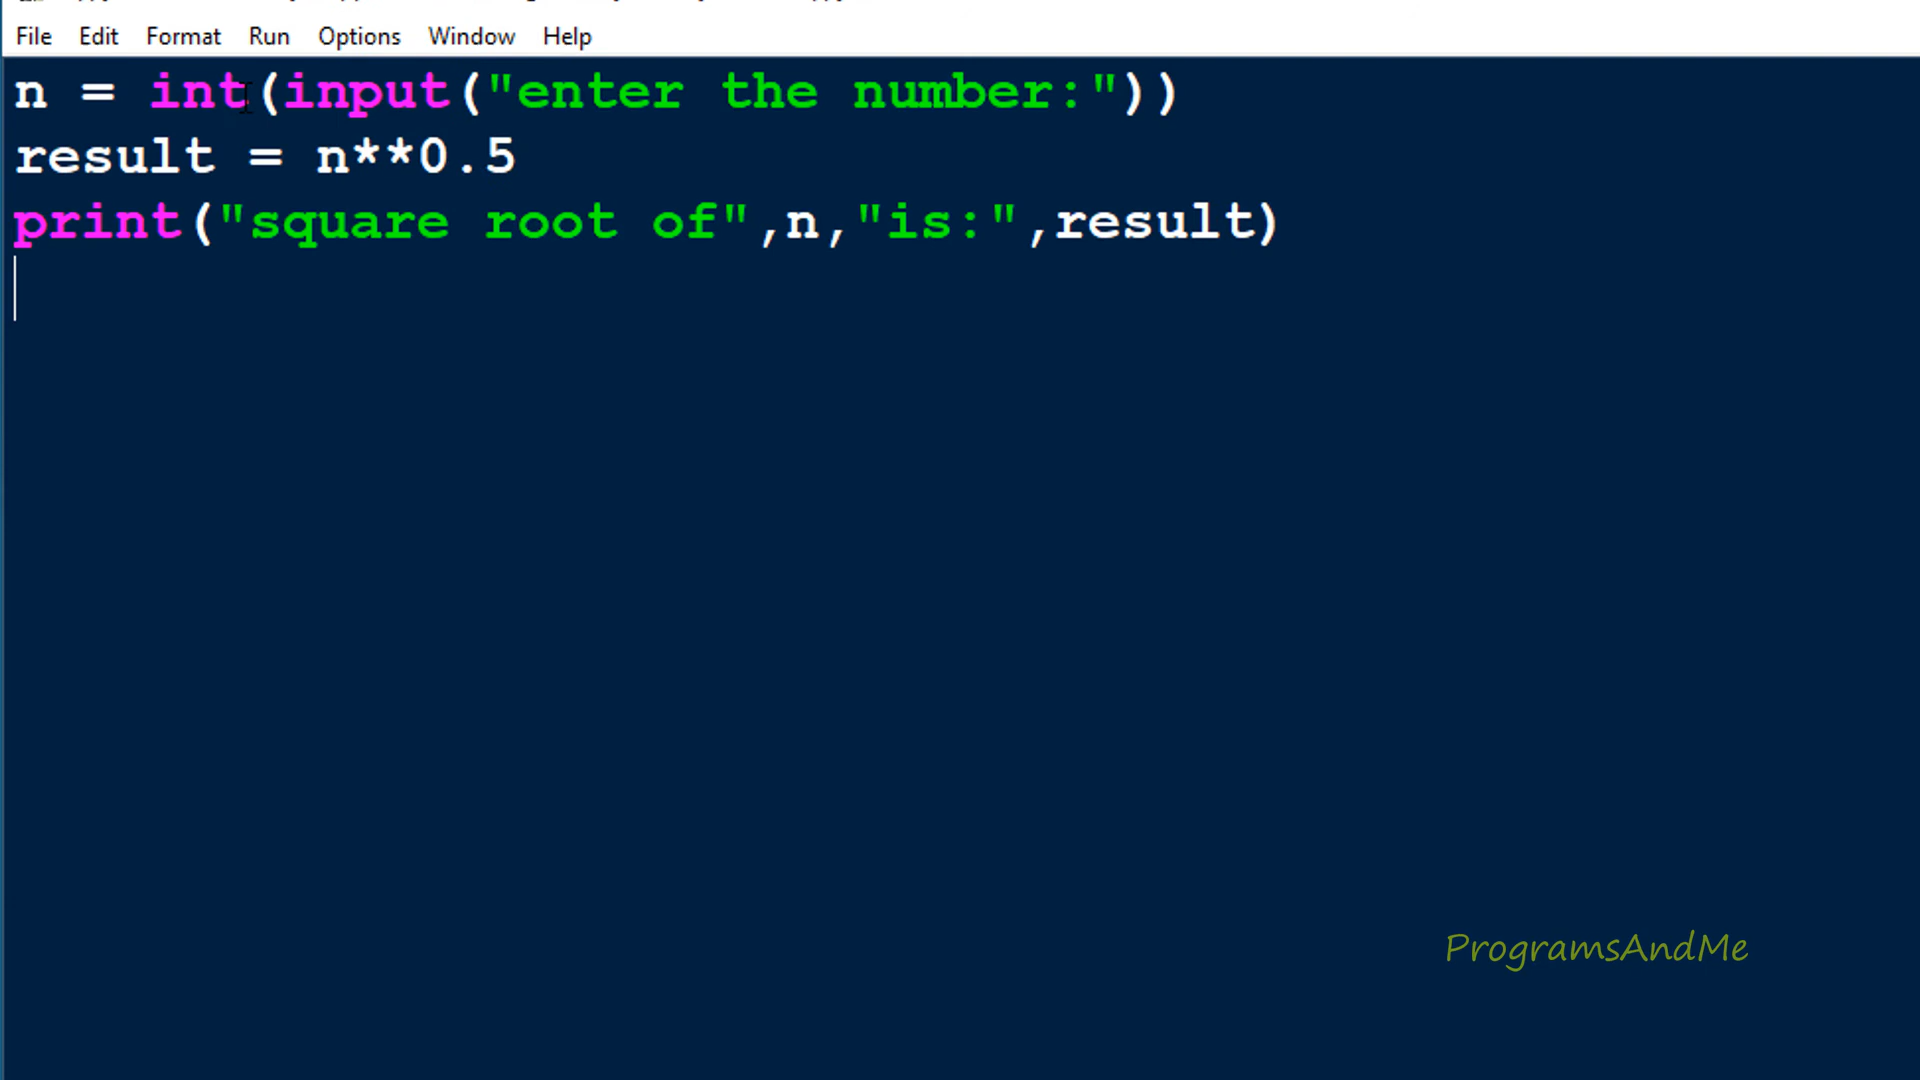 File Edit Format Run Options Window Help
n = int(input("enter the number:"))
result = n**0.5
print("square root of",n,"is:",result)
ProgramsAndMe